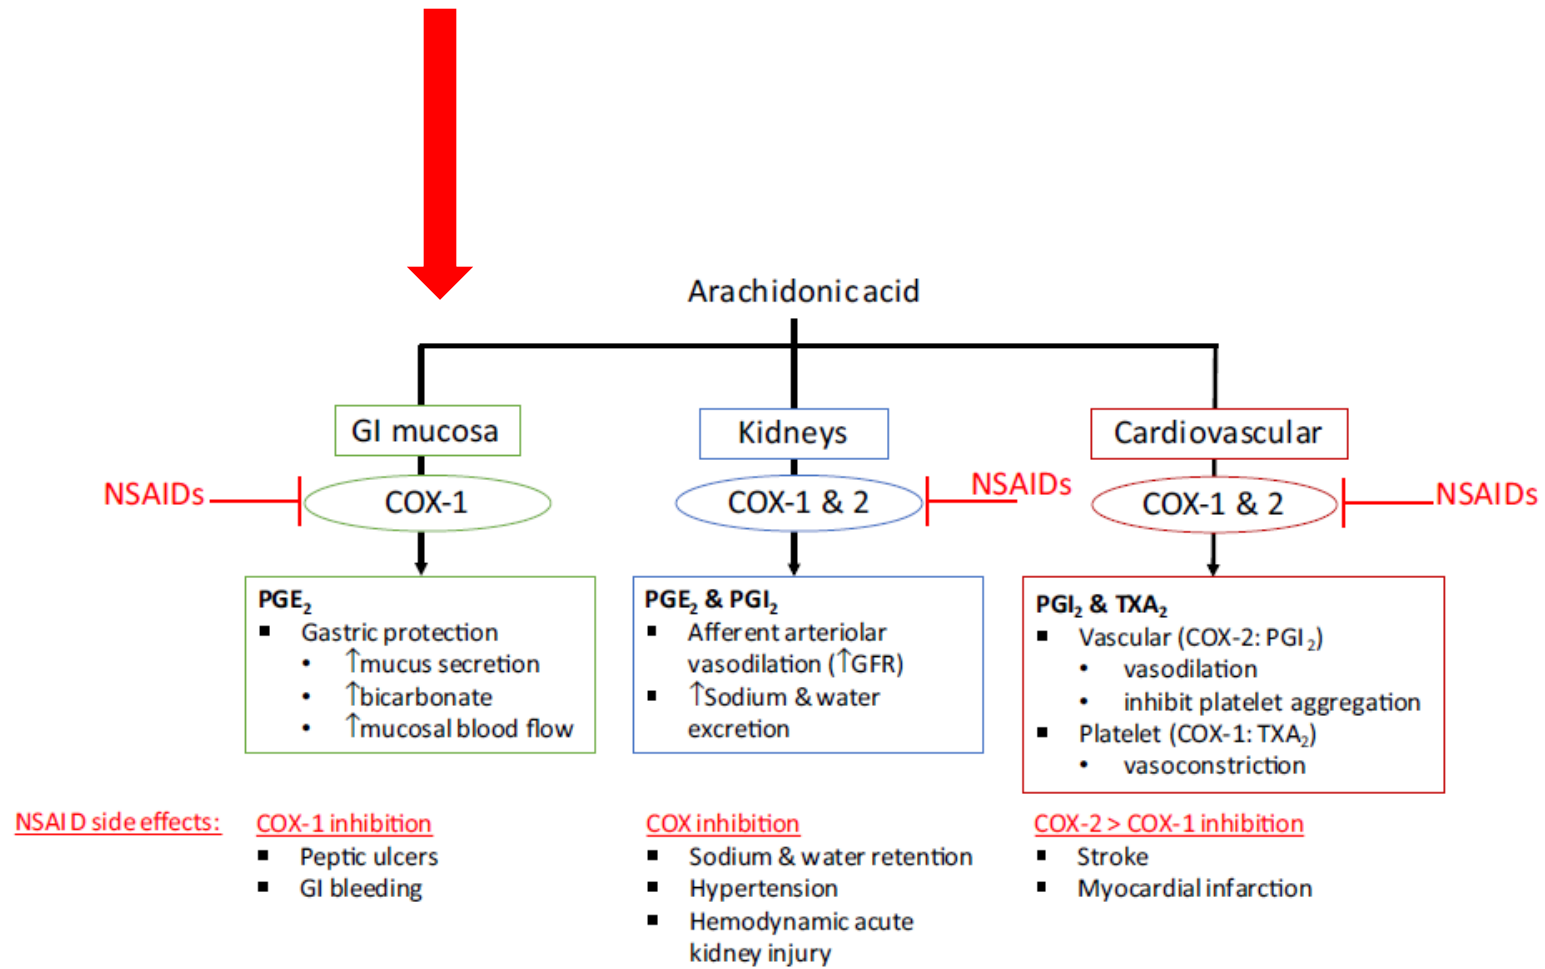 Arachidonic acid
GI mucosa
Kidneys
Cardiovascular
NSAIDs
COX-1
COX-1 & 2
NSAIDs
COX-1 & 2
NSAIDs
PGE₂
▪ Gastric protection
• ↑mucus secretion
• ↑bicarbonate
• ↑mucosal blood flow
PGE₂ & PGI₂
▪ Afferent arteriolar
vasodilation (↑GFR)
▪ ↑Sodium & water
excretion
PGI₂ & TXA₂
▪ Vascular (COX-2: PGI₂)
• vasodilation
• inhibit platelet aggregation
▪ Platelet (COX-1: TXA₂)
• vasoconstriction
NSAID side effects:
COX-1 inhibition
▪ Peptic ulcers
▪ GI bleeding
COX inhibition
▪ Sodium & water retention
▪ Hypertension
▪ Hemodynamic acute
kidney injury
COX-2 > COX-1 inhibition
▪ Stroke
▪ Myocardial infarction